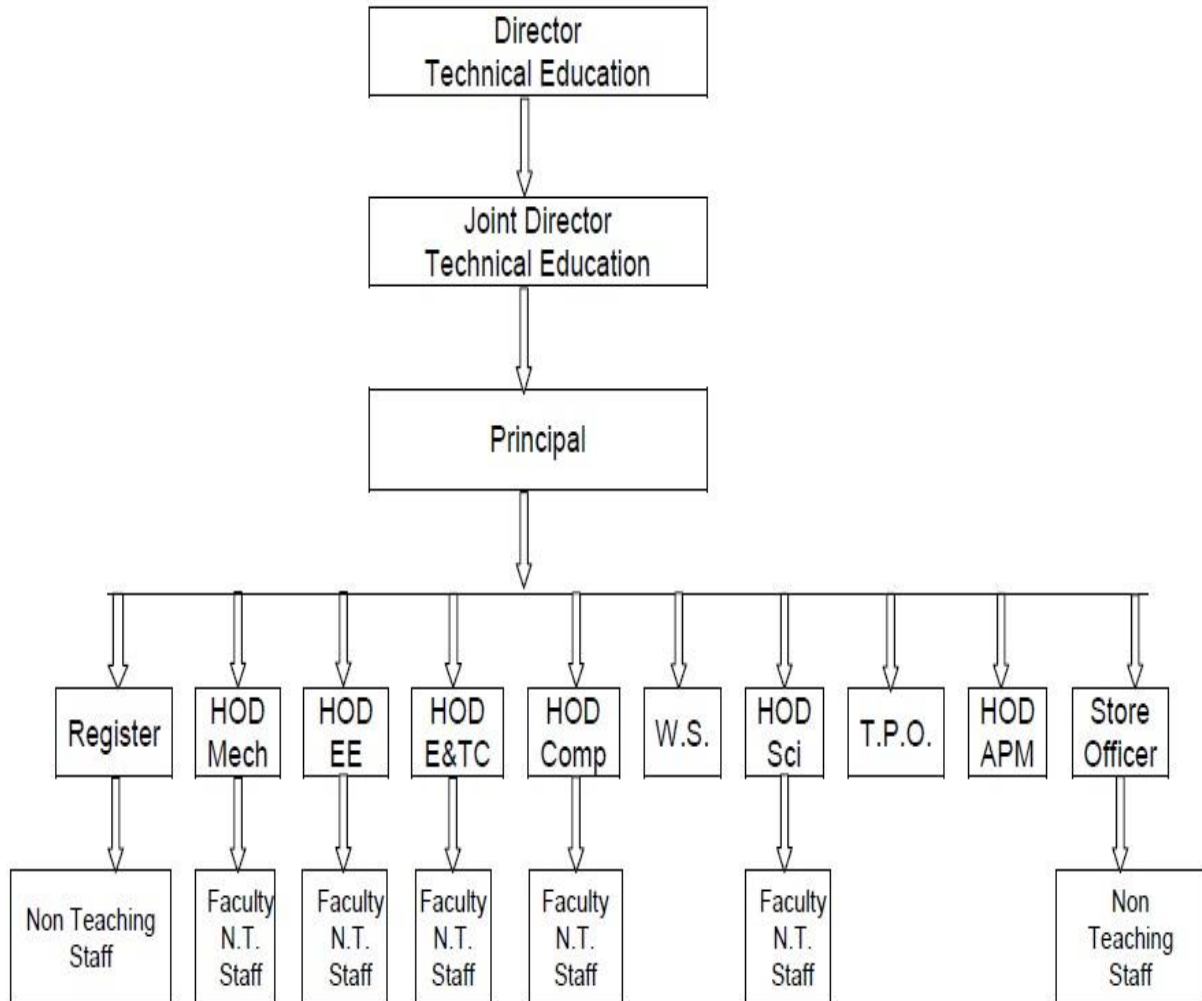 Director
Technical Education
Joint Director
Technical Education
Principal
Register
HOD
Mech
HOD
EE
HOD
E&TC
HOD
Comp
W.S.
HOD
Sci
T.P.O.
HOD
APM
Store
Officer
Non Teaching
Staff
Faculty
N.T.
Staff
Faculty
N.T.
Staff
Faculty
N.T.
Staff
Faculty
N.T.
Staff
Faculty
N.T.
Staff
Non
Teaching
Staff